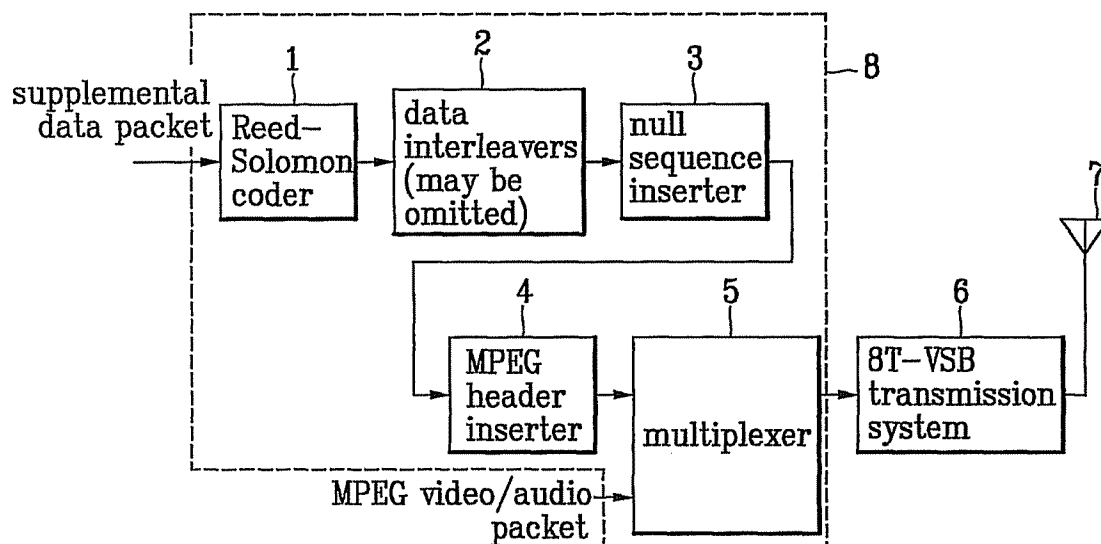 1
2
3
8
supplemental
data packet
Reed-
Solomon
coder
data
interleavers
(may be
omitted)
null
sequence
inserter
7
4
5
6
MPEG
header
inserter
multiplexer
8T-VSB
transmission
system
MPEG video/audio
packet